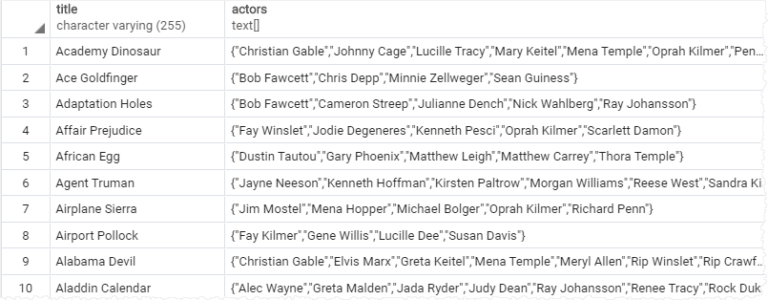 title actors
character varying (255) text[]
1 Academy Dinosaur {"Christian Gable","Johnny Cage","Lucille Tracy","Mary Keitel","Mena Temple","Oprah Kilmer","Pen...
2 Ace Goldfinger {"Bob Fawcett","Chris Depp","Minnie Zellweger","Sean Guiness"}
3 Adaptation Holes {"Bob Fawcett","Cameron Streep","Julianne Dench","Nick Wahlberg","Ray Johansson"}
4 Affair Prejudice {"Fay Winslet","Jodie Degeneres","Kenneth Pesci","Oprah Kilmer","Scarlett Damon"}
5 African Egg {"Dustin Tautou","Gary Phoenix","Matthew Leigh","Matthew Carrey","Thora Temple"}
6 Agent Truman {"Jayne Neeson","Kenneth Hoffman","Kirsten Paltrow","Morgan Williams","Reese West","Sandra Ki
7 Airplane Sierra {"Jim Mostel","Mena Hopper","Michael Bolger","Oprah Kilmer","Richard Penn"}
8 Airport Pollock {"Fay Kilmer","Gene Willis","Lucille Dee","Susan Davis"}
9 Alabama Devil {"Christian Gable","Elvis Marx","Greta Keitel","Mena Temple","Meryl Allen","Rip Winslet","Rip Crawf...
10 Aladdin Calendar {"Alec Wayne","Greta Malden","Jada Ryder","Judy Dean","Ray Johansson","Renee Tracy","Rock Duk